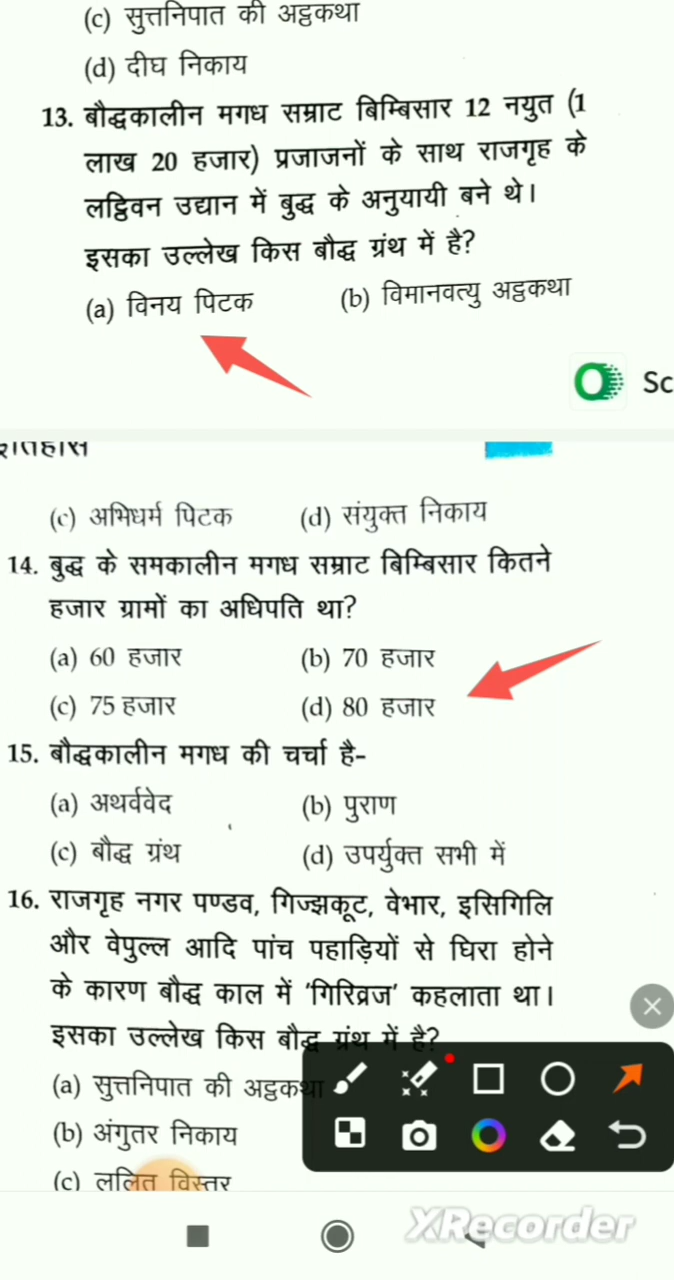 (c) सुत्तनिपात की अट्ठकथा
(d) दीघ निकाय
13. बौद्धकालीन मगध सम्राट बिम्बिसार 12 नयुत (1
लाख 20 हजार) प्रजाजनों के साथ राजगृह के
लट्ठिवन उद्यान में बुद्ध के अनुयायी बने थे।
इसका उल्लेख किस बौद्ध ग्रंथ में है?
(a) विनय पिटक (b) विमानवत्यु अट्ठकथा
Sc
(c) अभिधर्म पिटक (d) संयुक्त निकाय
14. बुद्ध के समकालीन मगध सम्राट बिम्बिसार कितने
हजार ग्रामों का अधिपति था?
(a) 60 हजार (b) 70 हजार
(c) 75 हजार (d) 80 हजार
15. बौद्धकालीन मगध की चर्चा है-
(a) अथर्ववेद (b) पुराण
(c) बौद्ध ग्रंथ (d) उपर्युक्त सभी में
16. राजगृह नगर पण्डव, गिज्झकूट, वेभार, इसिगिलि
और वेपुल्ल आदि पांच पहाड़ियों से घिरा होने
के कारण बौद्ध काल में 'गिरिव्रज' कहलाता था।
इसका उल्लेख किस बौद्ध ग्रंथ में है?
(a) सुत्तनिपात की अट्ठकथा
(b) अंगुतर निकाय
(c) ललित विस्तर
XRecorder